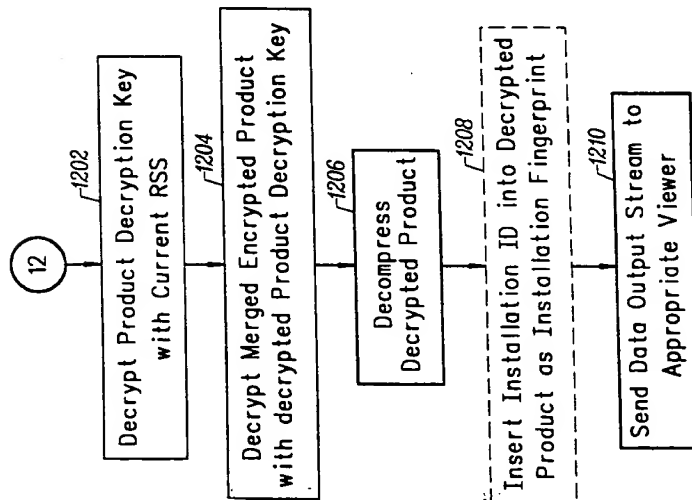 12
1202
Decrypt Product Decryption Key
with Current RSS
1204
Decrypt Merged Encrypted Product
with decrypted Product Decryption Key
1206
Decompress
Decrypted Product
1208
Insert Installation ID into Decrypted
Product as Installation Fingerprint
1210
Send Data Output Stream to
Appropriate Viewer